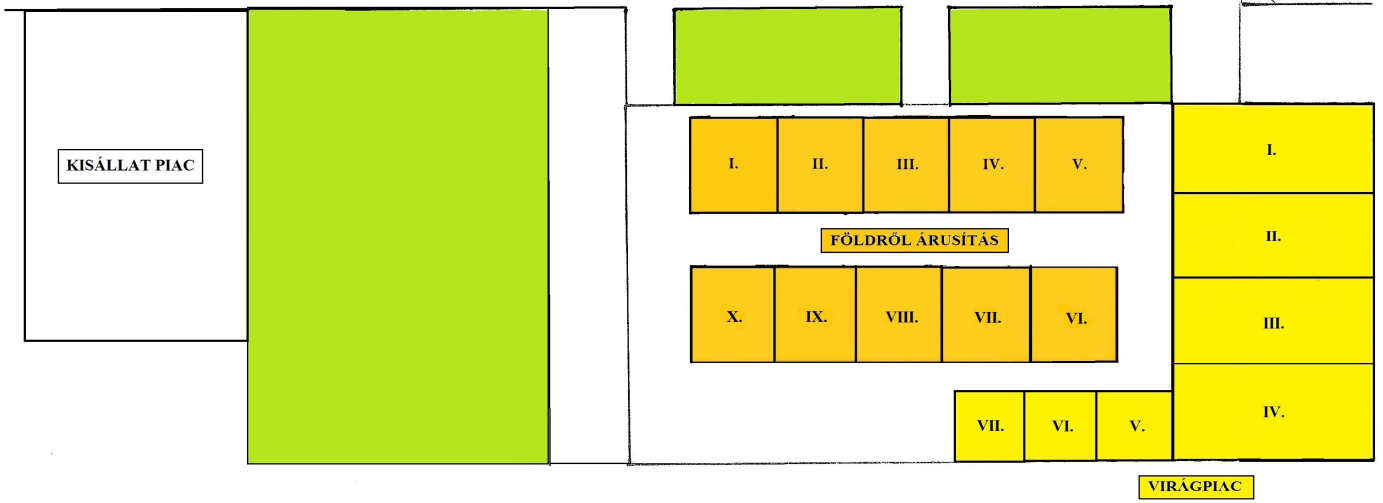 KISÁLLAT PIAC
I. II. III. IV. V.
FÖLDRŐL ÁRUSÍTÁS
X. IX. VIII. VII. VI.
I.
II.
III.
IV.
VII. VI. V.
VIRÁGPIAC